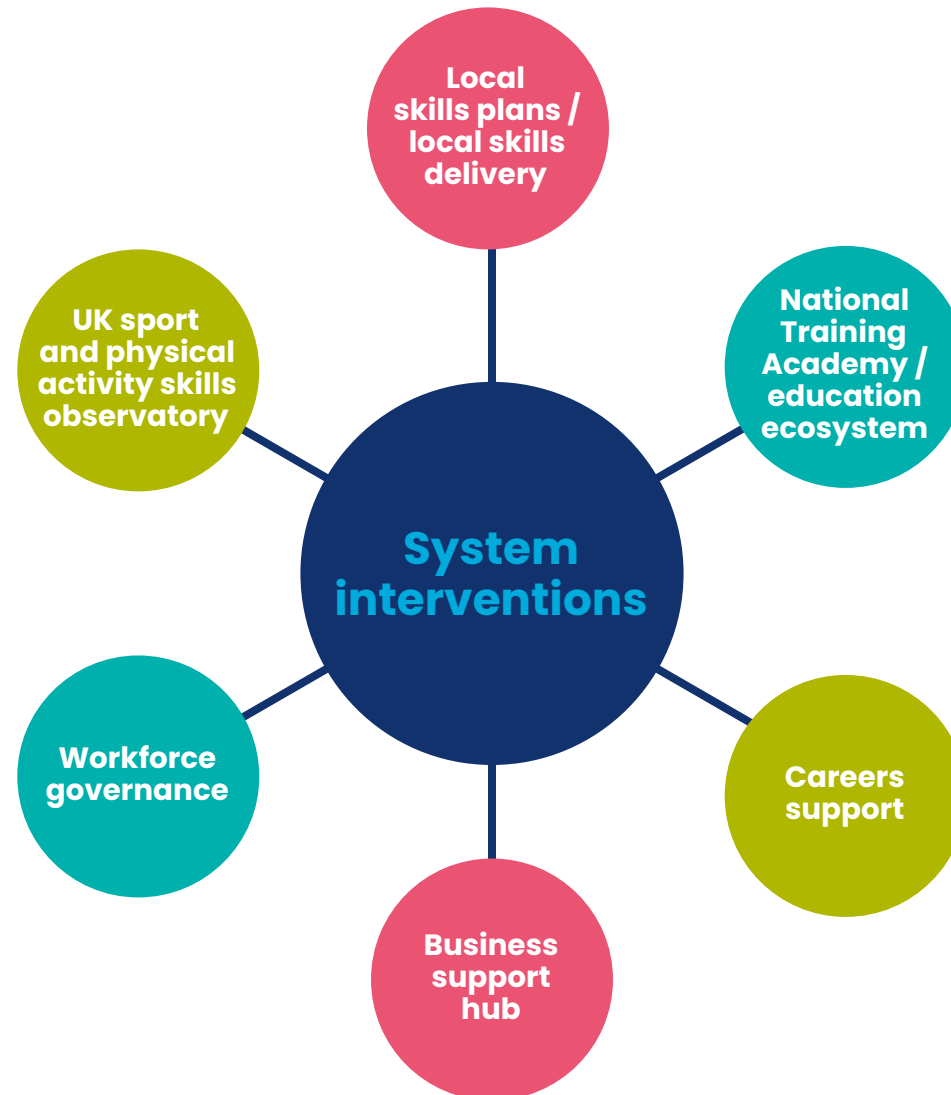 Local
skills plans /
local skills
delivery
National
Training
Academy /
education
ecosystem
UK sport
and physical
activity skills
observatory
System
interventions
Workforce
governance
Careers
support
Business
support
hub